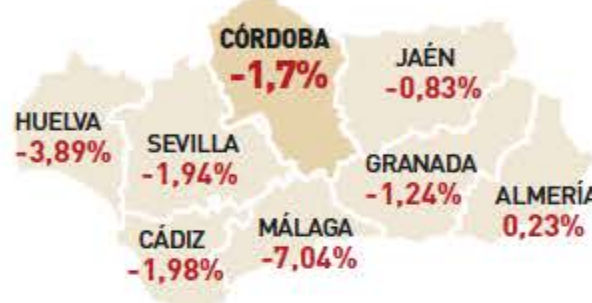 CÓRDOBA
-1,7%
JAÉN
-0,83%
HUELVA
-3,89%
SEVILLA
-1,94%
GRANADA
-1,24%
ALMERÍA
0,23%
CÁDIZ
-1,98%
MÁLAGA
-7,04%